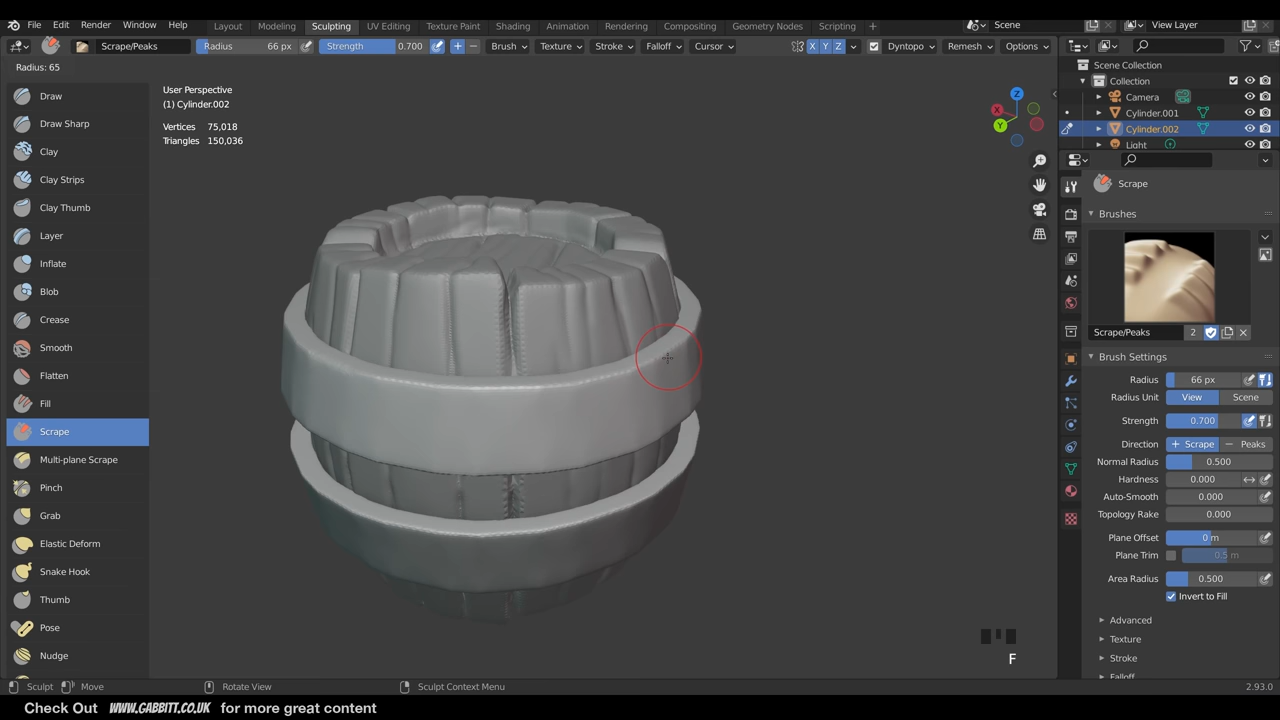 File Edit Render Window Help Layout Modeling Sculpting UV Editing Texture Paint Shading Animation Rendering Compositing Geometry Nodes Scripting + Scene View Layer
Scrape/Peaks Radius 66 px Strength 0.700 Brush Texture Stroke Falloff Cursor X Y Z Dyntopo Remesh Options
Radius: 65
User Perspective
(1) Cylinder.002
Vertices 75,018
Triangles 150,036
Draw
Draw Sharp
Clay
Clay Strips
Clay Thumb
Layer
Inflate
Blob
Crease
Smooth
Flatten
Fill
Scrape
Multi-plane Scrape
Pinch
Grab
Elastic Deform
Snake Hook
Thumb
Pose
Nudge
Z
X
Y
F
Scene Collection
Collection
Camera
Cylinder.001
Cylinder.002
Light
Scrape
Brushes
Scrape/Peaks 2
Brush Settings
Radius 66 px
Radius Unit View Scene
Strength 0.700
Direction + Scrape − Peaks
Normal Radius 0.500
Hardness 0.000
Auto-Smooth 0.000
Topology Rake 0.000
Plane Offset 0 m
Plane Trim 0.5 m
Area Radius 0.500
Invert to Fill
Advanced
Texture
Stroke
Falloff
Sculpt Move Rotate View Sculpt Context Menu 2.93.0
Check Out WWW.GABBITT.CO.UK for more great content